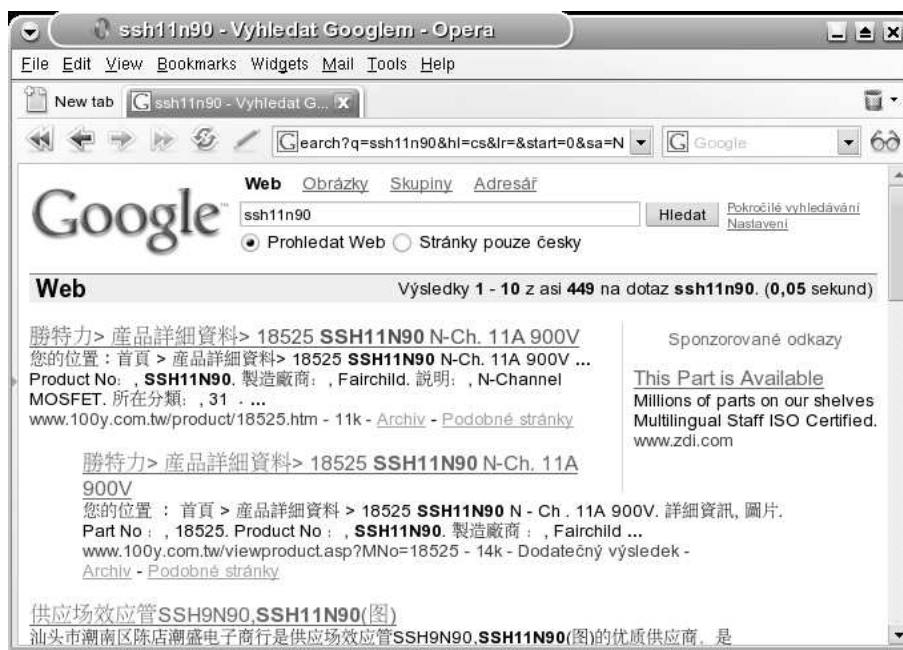 ssh11n90 - Vyhledat Googlem - Opera
File Edit View Bookmarks Widgets Mail Tools Help
New tab
ssh11n90 - Vyhledat G...
earch?q=ssh11n90&hl=cs&lr=&start=0&sa=N
Google
Google™
Web Obrázky Skupiny Adresář
ssh11n90
Hledat
Pokročilé vyhledávání
Nastavení
Prohledat Web Stránky pouze česky
Web
Výsledky 1 - 10 z asi 449 na dotaz ssh11n90. (0,05 sekund)
勝特力> 産品詳細資料> 18525 SSH11N90 N-Ch. 11A 900V
您的位置：首頁 > 産品詳細資料> 18525 SSH11N90 N-Ch. 11A 900V ...
Product No: , SSH11N90. 製造廠商: , Fairchild. 説明: , N-Channel
MOSFET. 所在分類: , 31 . ...
www.100y.com.tw/product/18525.htm - 11k - Archiv - Podobné stránky
勝特力> 産品詳細資料> 18525 SSH11N90 N-Ch. 11A
900V
您的位置 ： 首頁 > 産品詳細資料 > 18525 SSH11N90 N - Ch . 11A 900V. 詳細資訊, 圖片.
Part No : , 18525. Product No : , SSH11N90. 製造廠商 : , Fairchild ...
www.100y.com.tw/viewproduct.asp?MNo=18525 - 14k - Dodatečný výsledek -
Archiv - Podobné stránky
供应场效应管SSH9N90,SSH11N90(图)
汕头市潮南区陈店潮盛电子商行是供应场效应管SSH9N90,SSH11N90(图)的优质供应商，是
Sponzorované odkazy
This Part is Available
Millions of parts on our shelves
Multilingual Staff ISO Certified.
www.zdi.com